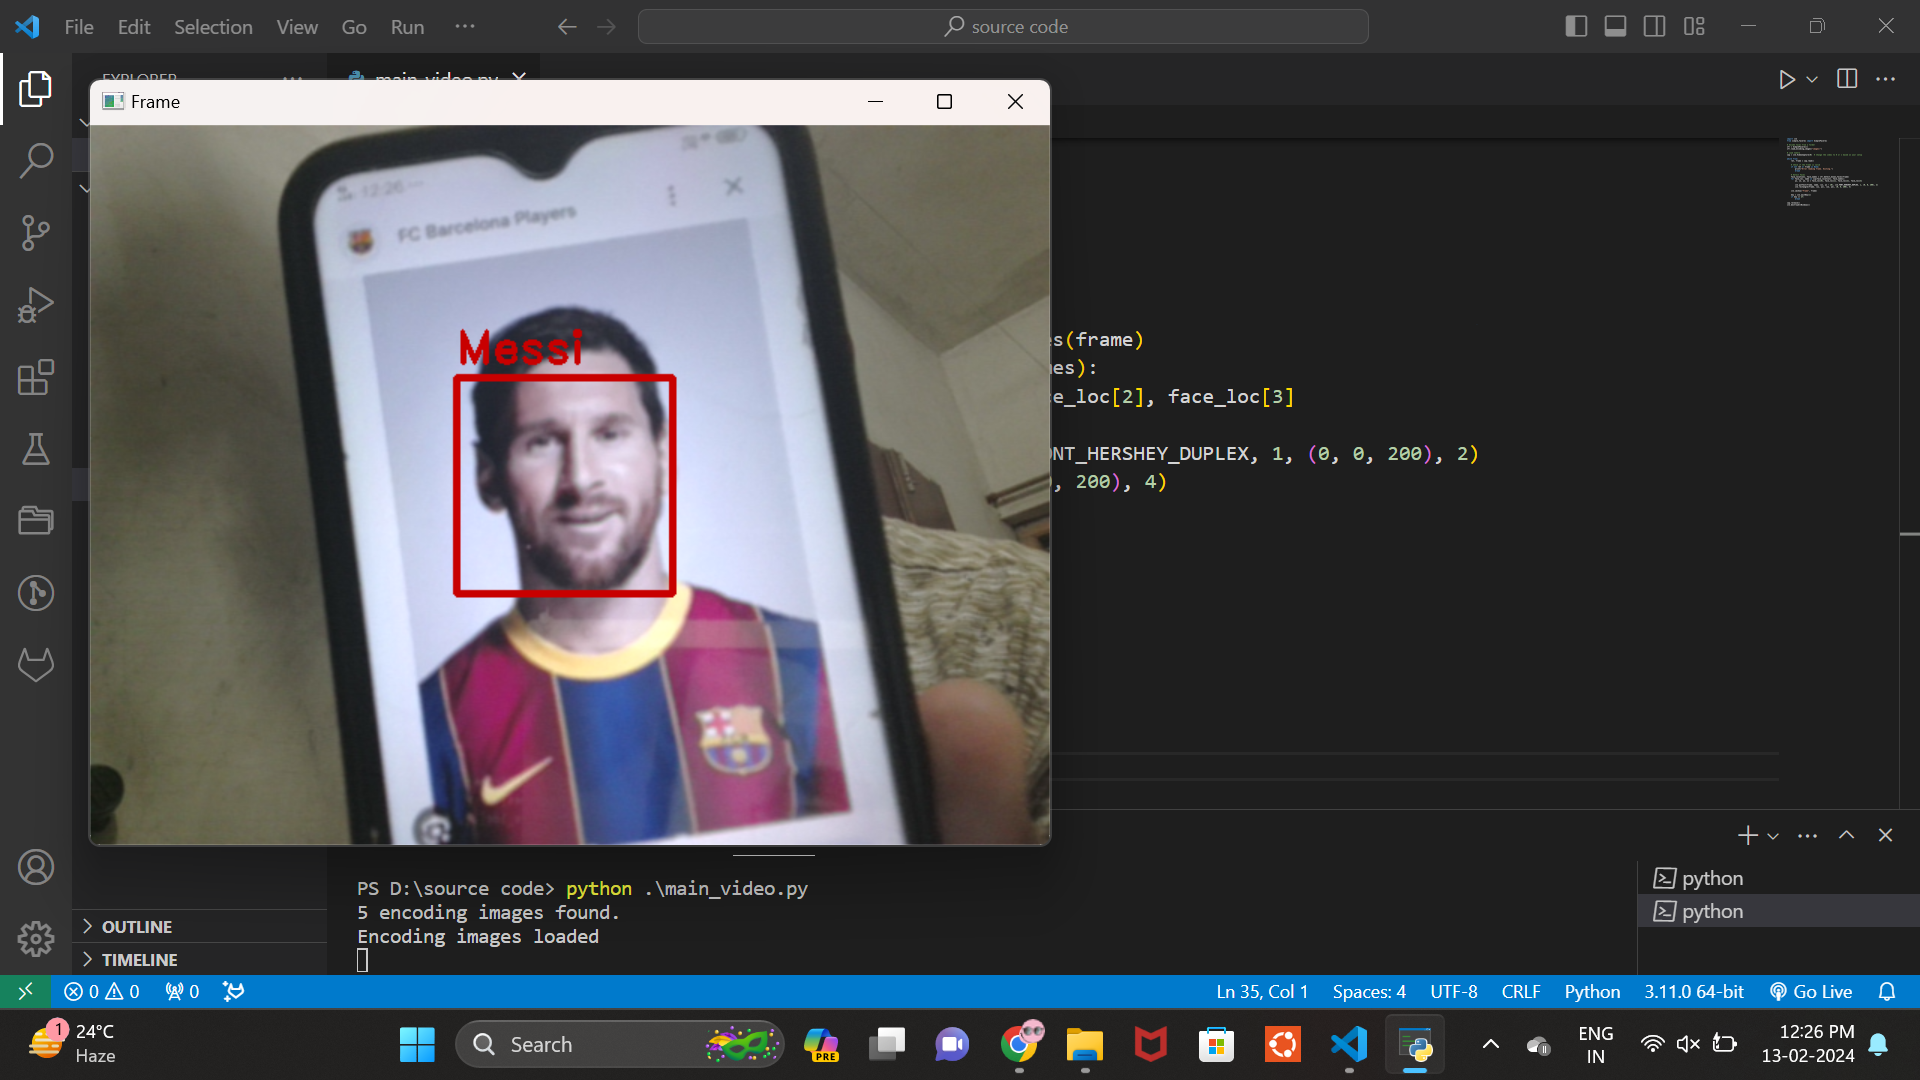 File Edit Selection View Go Run ···
source code
EXPLORER
main_video.py
Frame
12:26
FC Barcelona Players
Messi
s(frame)
es):
e_loc[2], face_loc[3]
NT_HERSHEY_DUPLEX, 1, (0, 0, 200), 2)
, 200), 4)
PS D:\source code> python .\main_video.py
5 encoding images found.
Encoding images loaded
python
python
OUTLINE
TIMELINE
0 0 0
Ln 35, Col 1 Spaces: 4 UTF-8 CRLF Python 3.11.0 64-bit Go Live
1
24°C
Haze
Search
PRE
ENG
IN
12:26 PM
13-02-2024